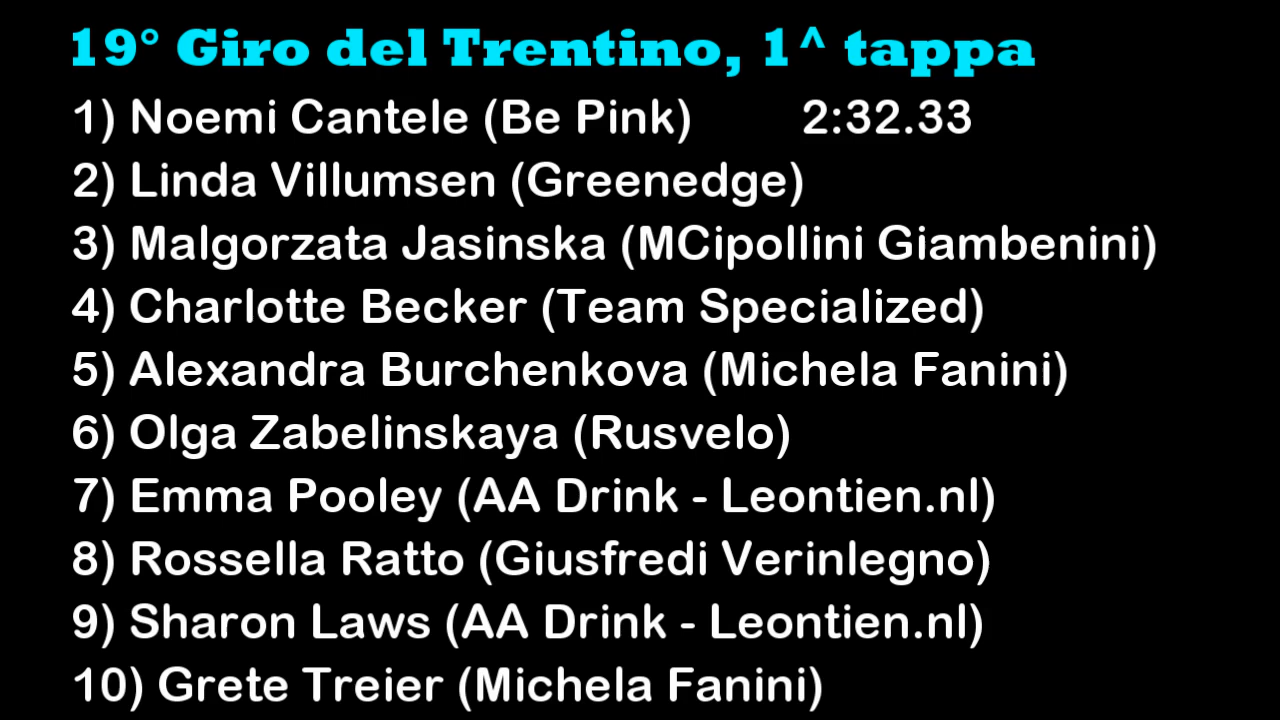 19° Giro del Trentino, 1^ tappa
1) Noemi Cantele (Be Pink) 2:32.33
2) Linda Villumsen (Greenedge)
3) Malgorzata Jasinska (MCipollini Giambenini)
4) Charlotte Becker (Team Specialized)
5) Alexandra Burchenkova (Michela Fanini)
6) Olga Zabelinskaya (Rusvelo)
7) Emma Pooley (AA Drink - Leontien.nl)
8) Rossella Ratto (Giusfredi Verinlegno)
9) Sharon Laws (AA Drink - Leontien.nl)
10) Grete Treier (Michela Fanini)